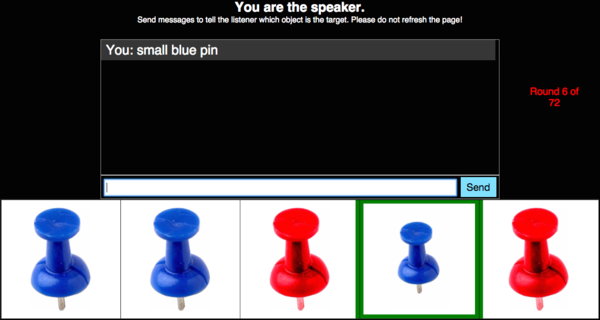 You are the speaker.
Send messages to tell the listener which object is the target. Please do not refresh the page!
You: small blue pin
Round 6 of
72
Send